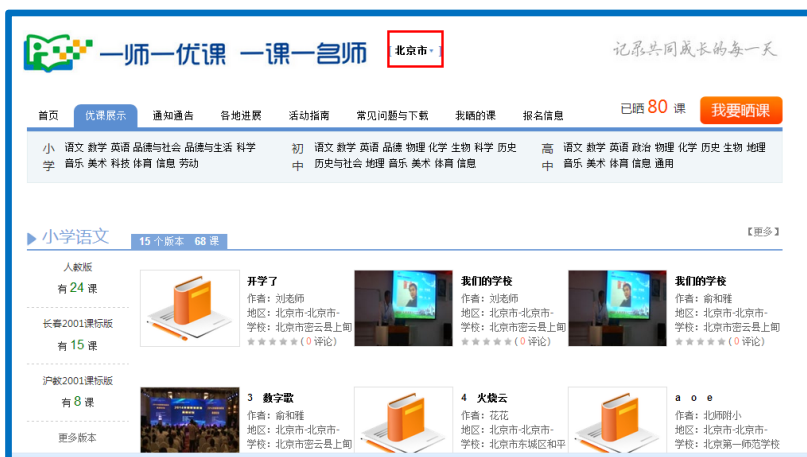 一师一优课 一课一名师
北京市
记录共同成长的每一天
首页 优课展示 通知通告 各地进展 活动指南 常见问题与下载 我晒的课 报名信息
已晒 80 课 我要晒课
小学 语文 数学 英语 品德与社会 品德与生活 科学
音乐 美术 科技 体育 信息 劳动
初中 语文 数学 英语 品德 物理 化学 生物 科学 历史
历史与社会 地理 音乐 美术 体育 信息
高中 语文 数学 英语 政治 物理 化学 历史 生物 地理
音乐 美术 体育 信息 通用
小学语文 15 个版本 68 课
【更多】
人教版
有 24 课
长春2001课标版
有 15 课
沪教2001课标版
有 8 课
更多版本
开学了
作者：刘老师
地区：北京市-北京市-
学校：北京市密云县上甸
(0 评论)
我们的学校
作者：刘老师
地区：北京市-北京市-
学校：北京市密云县上甸
(0 评论)
我们的学校
作者：俞和雅
地区：北京市-北京市-
学校：北京市密云县上甸
(0 评论)
3 数字歌
作者：俞和雅
地区：北京市-北京市-
学校：北京市密云县上甸
4 火烧云
作者：花花
地区：北京市-北京市-
学校：北京市东城区和平
a o e
作者：北师附小
地区：北京市-北京市-
学校：北京第一师范学校